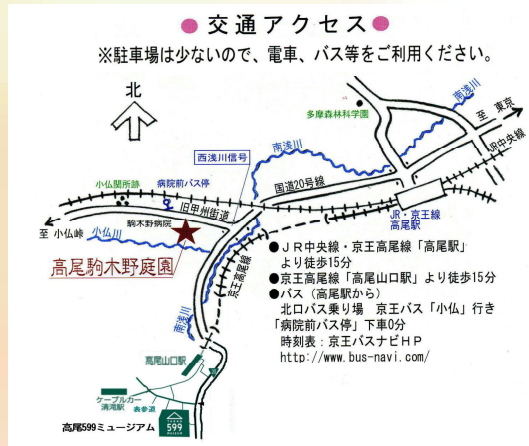 ● 交通アクセス ●
※駐車場は少ないので、電車、バス等をご利用ください。
北
多摩森林科学園
南浅川
至 東京
JR中央線
南浅川
西浅川信号
国道20号線
小仏関所跡
病院前バス停
旧甲州街道
JR・京王線
高尾駅
駒木野病院
至 小仏峠
小仏川
高尾駒木野庭園
京王高尾線
南浅川
●JR中央線・京王高尾線「高尾駅」
より徒歩15分
●京王高尾線「高尾山口駅」より徒歩15分
●バス（高尾駅から）
北口バス乗り場 京王バス「小仏」行き
「病院前バス停」下車0分
時刻表：京王バスナビHP
http://www.bus-navi.com/
高尾山口駅
ケーブルカー
清滝駅
表参道
高尾599ミュージアム
TAKAO
599
MUSEUM